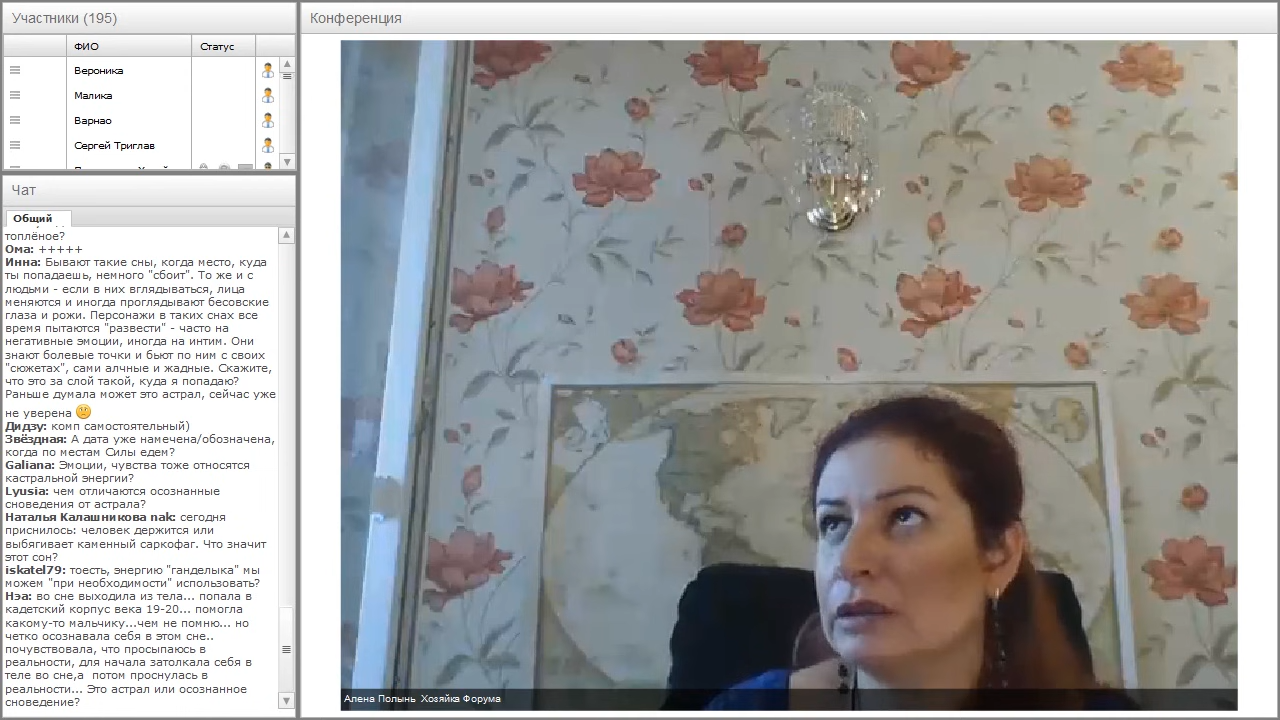 Участники (195)
ФИО
Статус
Вероника
Малика
Варнао
Сергей Троллав
Чат
Общий
топлёное?
Ома: +++++
Инна: Бывают такие сны, когда место, куда
ты попадаешь, немного "сбоит". То же и с
людьми - если в них вглядываться, лица
меняются и иногда проглядывают бесовские
глаза и рожи. Персонажи в таких снах все
время пытаются "развести" - часто на
негативные эмоции, иногда на иное. Они
знают болевые точки и бьют по ним с своих
"сюжетах", сами алчные и жадные. Скажите,
что это за слой такой, куда я попадаю?
Раньше думала может это астрал, сейчас уже
не уверена
Дидзу: комп самостоятельный)
Звёздная: А дата уже намечена/обозначена,
когда по местам Силы едем?
Galiana: Эмоции, чувства тоже относятся
кастральной энергии?
Lyusia: чем отличаются осознанные
сноведения от астрала?
Наталья Калашникова nak: сегодня
приснилось: человек держится или
выбягивает каменный саркофаг. Что значит
этот сон?
iskatel79: тоесть, энергию "ганделыка" мы
можем "при необходимости" использовать?
Нэа: во сне выходила из тела... попала в
кадетский корпус века 19-20... помогла
какому-то мальчику...что не помню... но
четко осознавала себя в этом сне..
почувствовала, что просыпаюсь в
реальности, для начала затолкала себя в
тело во сне и только потом проснулась в
реальности... Это астрал или осознанное
сноведение?
Конференция
Алена Полынь Хозяйка Форума